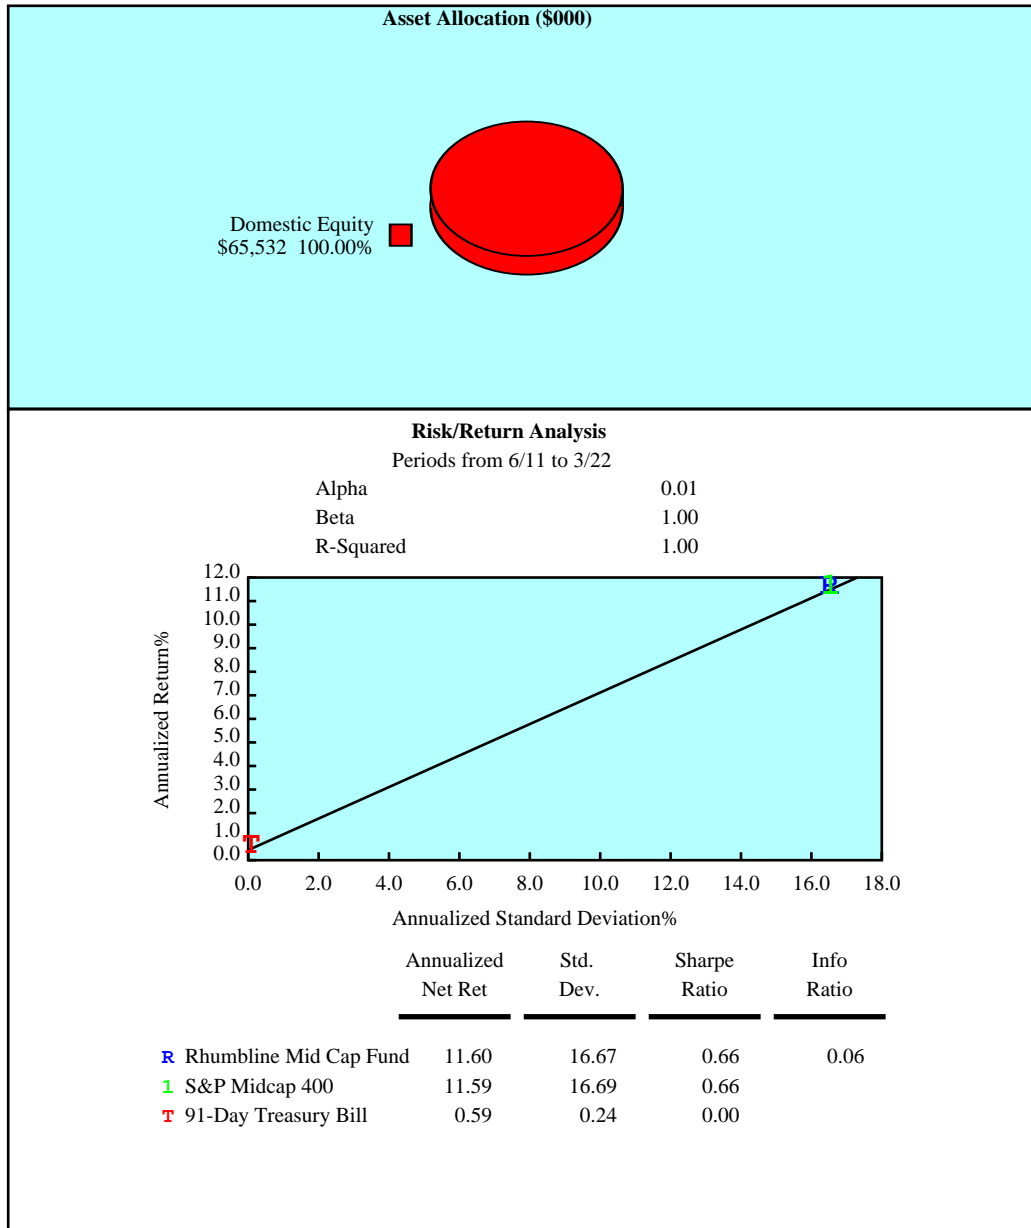 Asset Allocation ($000)
Domestic Equity
$65,532 100.00%
Risk/Return Analysis
Periods from 6/11 to 3/22
Alpha 0.01
Beta 1.00
R-Squared 1.00
12.0
11.0
10.0
9.0
8.0
7.0
6.0
5.0
4.0
3.0
2.0
1.0
0.0
Annualized Return%
R
1
T
0.0 2.0 4.0 6.0 8.0 10.0 12.0 14.0 16.0 18.0
Annualized Standard Deviation%
Annualized Std. Sharpe Info
Net Ret Dev. Ratio Ratio
R Rhumbline Mid Cap Fund 11.60 16.67 0.66 0.06
1 S&P Midcap 400 11.59 16.69 0.66
T 91-Day Treasury Bill 0.59 0.24 0.00